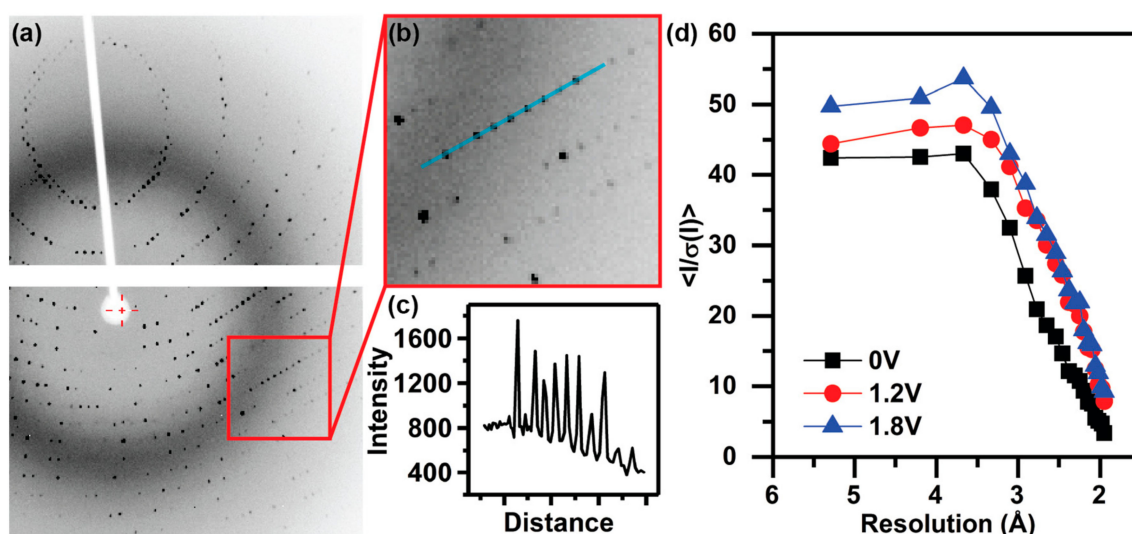 (a)
(b)
(c)
1600
1200
800
400
Intensity
Distance
(d)
60
50
40
30
20
10
0
<I/σ(I)>
0V
1.2V
1.8V
6 5 4 3 2
Resolution (Å)